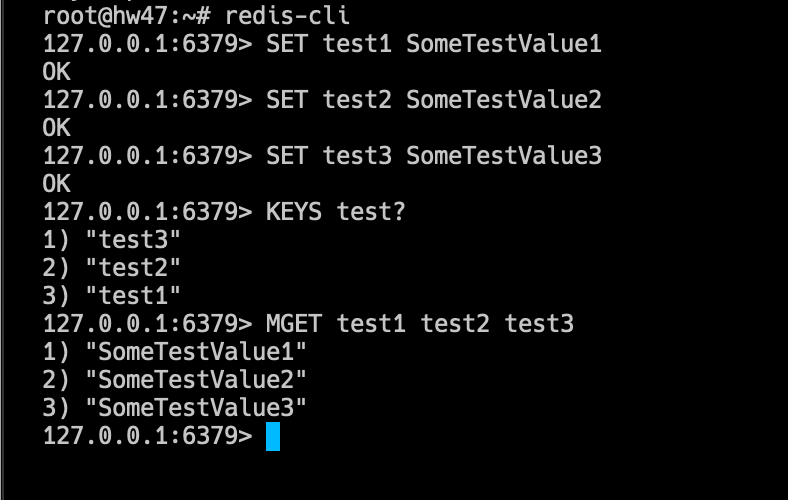 root@hw47:~# redis-cli
127.0.0.1:6379> SET test1 SomeTestValue1
OK
127.0.0.1:6379> SET test2 SomeTestValue2
OK
127.0.0.1:6379> SET test3 SomeTestValue3
OK
127.0.0.1:6379> KEYS test?
1) "test3"
2) "test2"
3) "test1"
127.0.0.1:6379> MGET test1 test2 test3
1) "SomeTestValue1"
2) "SomeTestValue2"
3) "SomeTestValue3"
127.0.0.1:6379>